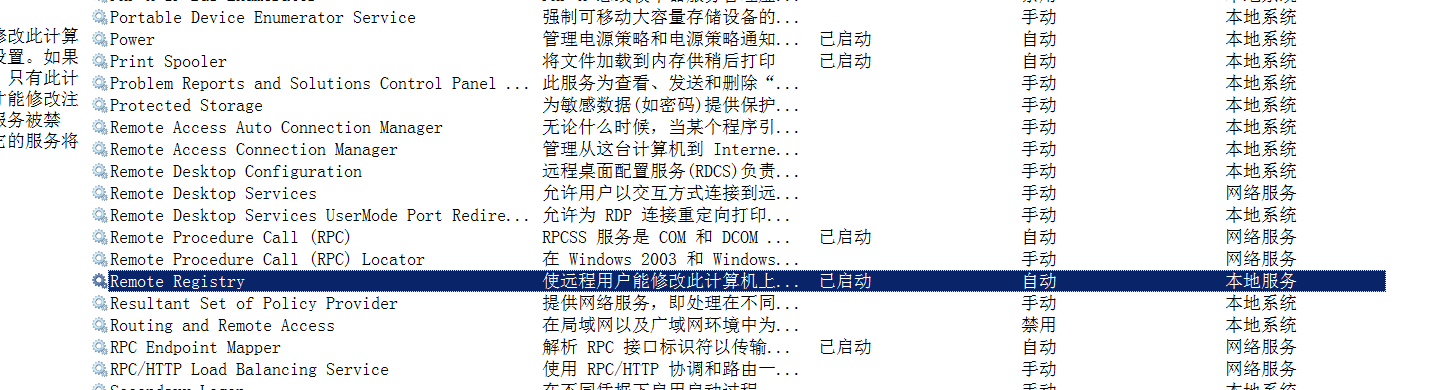 修改此计算
设置。如果
只有此计
才能修改注
服务被禁
它的服务将
Portable Device Enumerator Service 强制可移动大容量存储设备的... 手动 本地系统
Power 管理电源策略和电源策略通知... 已启动 自动 本地系统
Print Spooler 将文件加载到内存供稍后打印 已启动 自动 本地系统
Problem Reports and Solutions Control Panel ... 此服务为查看、发送和删除“... 手动 本地系统
Protected Storage 为敏感数据(如密码)提供保护... 手动 本地系统
Remote Access Auto Connection Manager 无论什么时候，当某个程序引... 手动 本地系统
Remote Access Connection Manager 管理从这台计算机到 Interne... 手动 本地系统
Remote Desktop Configuration 远程桌面配置服务(RDCS)负责... 手动 本地系统
Remote Desktop Services 允许用户以交互方式连接到远... 手动 网络服务
Remote Desktop Services UserMode Port Redire... 允许为 RDP 连接重定向打印... 手动 本地系统
Remote Procedure Call (RPC) RPCSS 服务是 COM 和 DCOM ... 已启动 自动 网络服务
Remote Procedure Call (RPC) Locator 在 Windows 2003 和 Windows... 手动 网络服务
Remote Registry 使远程用户能修改此计算机上... 已启动 自动 本地服务
Resultant Set of Policy Provider 提供网络服务，即处理在不同... 手动 本地系统
Routing and Remote Access 在局域网以及广域网环境中为... 禁用 本地系统
RPC Endpoint Mapper 解析 RPC 接口标识符以传输... 已启动 自动 网络服务
RPC/HTTP Load Balancing Service 使用 RPC/HTTP 协调和路由一... 手动 网络服务